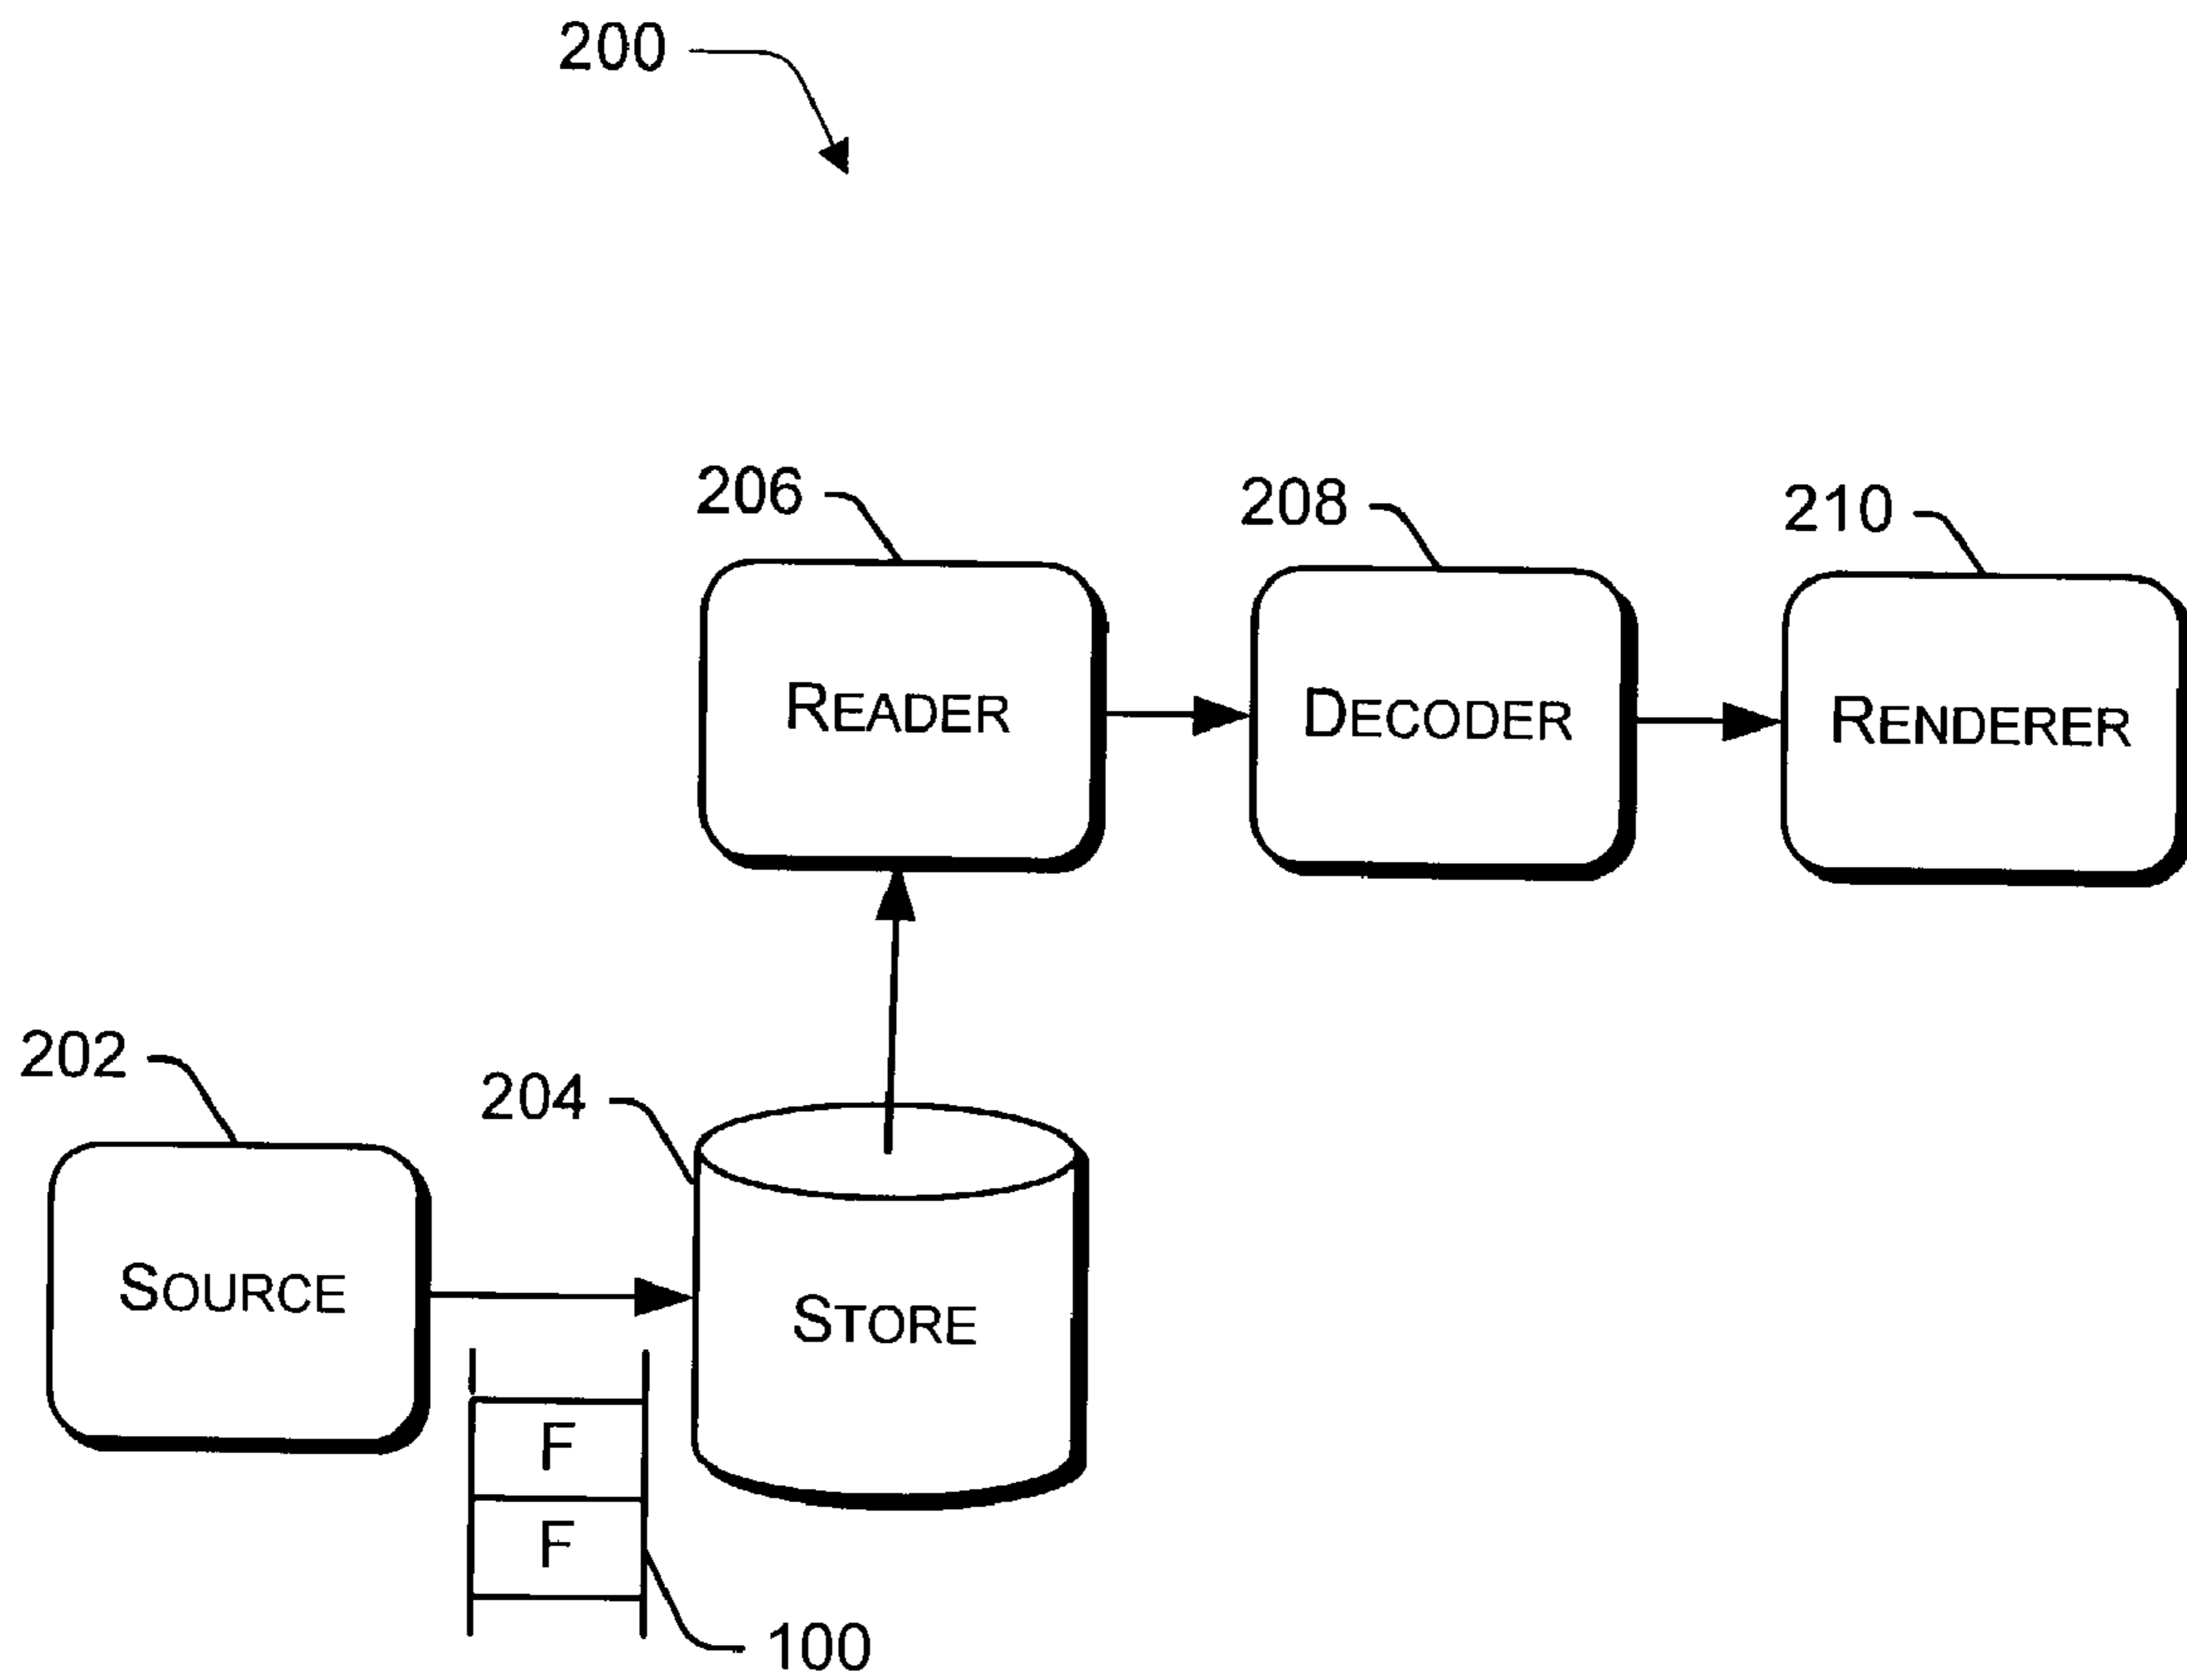 200
206
208
210
READER
DECODER
RENDERER
202
204
SOURCE
STORE
F
F
100